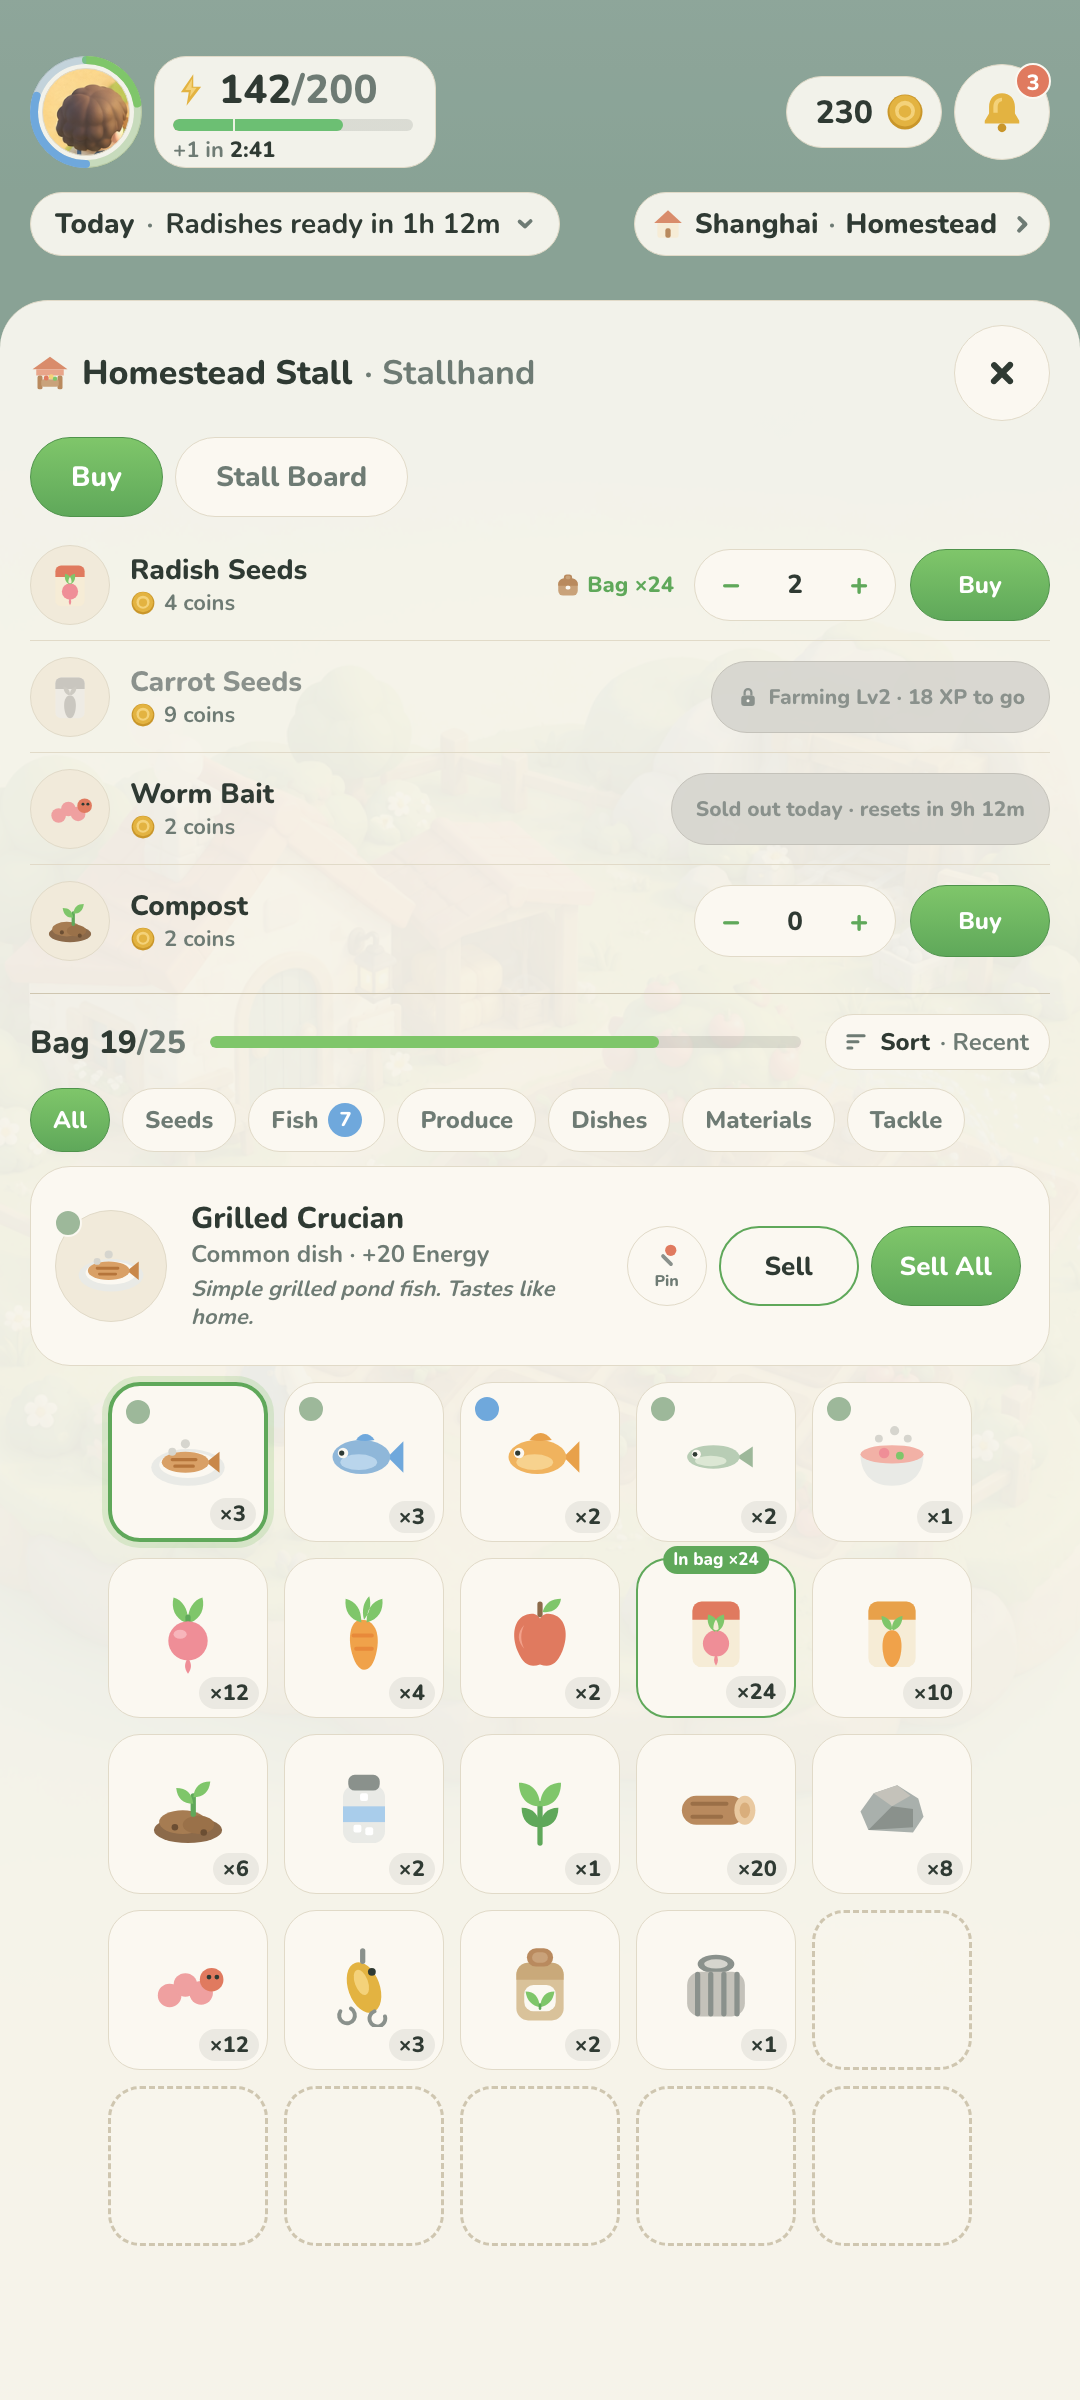 142/200
+1 in 2:41
230
3
Today · Radishes ready in 1h 12m
Shanghai · Homestead
Homestead Stall · Stallhand
Buy
Stall Board
Radish Seeds
4 coins
Bag ×24
− 2 +
Buy
Carrot Seeds
9 coins
Farming Lv2 · 18 XP to go
Worm Bait
2 coins
Sold out today · resets in 9h 12m
Compost
2 coins
− 0 +
Buy
Bag 19/25
Sort · Recent
All
Seeds
Fish 7
Produce
Dishes
Materials
Tackle
Grilled Crucian
Common dish · +20 Energy
Simple grilled pond fish. Tastes like
home.
Pin
Sell
Sell All
×3
×3
×2
×2
×1
In bag ×24
×12
×4
×2
×24
×10
×6
×2
×1
×20
×8
×12
×3
×2
×1